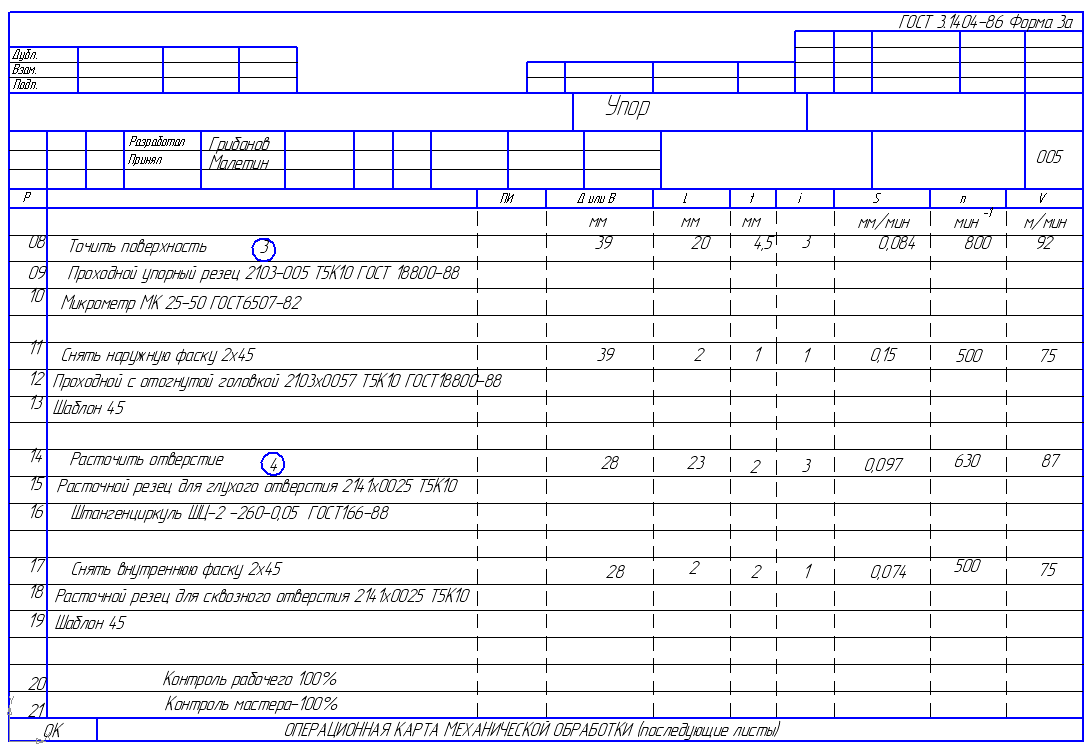 ГОСТ 3.1404-86 Форма 3а
Дубл.
Взам.
Подп.
Упор
Разработал Грибанов
Принял Малетин
005
Р ПИ Д или В L t i S n V
мм мм мм мм/мин мин⁻¹ м/мин
08 Точить поверхность 3 39 20 4,5 3 0,084 800 92
09 Проходной упорный резец 2103-005 Т5К10 ГОСТ 18800-88
10 Микрометр МК 25-50 ГОСТ6507-82
11 Снять наружную фаску 2х45 39 2 1 1 0,15 500 75
12 Проходной с отогнутой головкой 2103х0057 Т5К10 ГОСТ18800-88
13 Шаблон 45
14 Расточить отверстие 4 28 23 2 3 0,097 630 87
15 Расточной резец для глухого отверстия 2141х0025 Т5К10
16 Штангенциркуль ШЦ-2 -260-0,05 ГОСТ166-88
17 Снять внутреннюю фаску 2х45 28 2 2 1 0,074 500 75
18 Расточной резец для сквозного отверстия 2141х0025 Т5К10
19 Шаблон 45
20 Контроль рабочего 100%
21 Контроль мастера-100%
ОК ОПЕРАЦИОННАЯ КАРТА МЕХАНИЧЕСКОЙ ОБРАБОТКИ (последующие листы)